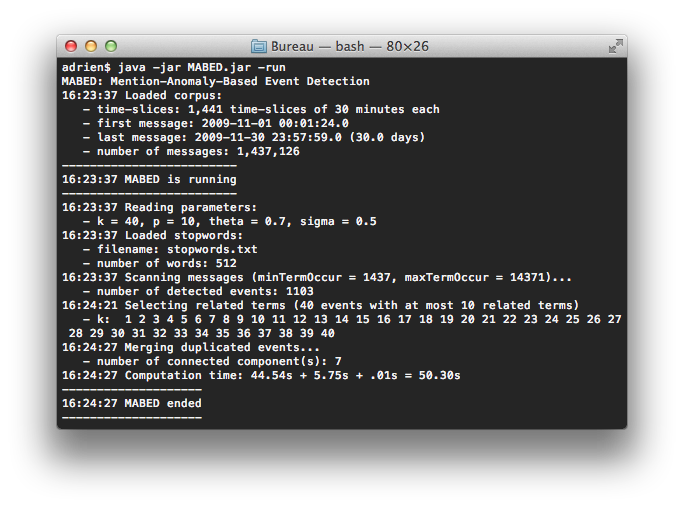 Bureau — bash — 80×26
adrien$ java -jar MABED.jar -run
MABED: Mention-Anomaly-Based Event Detection
16:23:37 Loaded corpus:
   - time-slices: 1,441 time-slices of 30 minutes each
   - first message: 2009-11-01 00:01:24.0
   - last message: 2009-11-30 23:57:59.0 (30.0 days)
   - number of messages: 1,437,126
-------------------------
16:23:37 MABED is running
-------------------------
16:23:37 Reading parameters:
   - k = 40, p = 10, theta = 0.7, sigma = 0.5
16:23:37 Loaded stopwords:
   - filename: stopwords.txt
   - number of words: 512
16:23:37 Scanning messages (minTermOccur = 1437, maxTermOccur = 14371)...
   - number of detected events: 1103
16:24:21 Selecting related terms (40 events with at most 10 related terms)
   - k:  1 2 3 4 5 6 7 8 9 10 11 12 13 14 15 16 17 18 19 20 21 22 23 24 25 26 27
 28 29 30 31 32 33 34 35 36 37 38 39 40
16:24:27 Merging duplicated events...
   - number of connected component(s): 7
16:24:27 Computation time: 44.54s + 5.75s + .01s = 50.30s
--------------------
16:24:27 MABED ended
--------------------